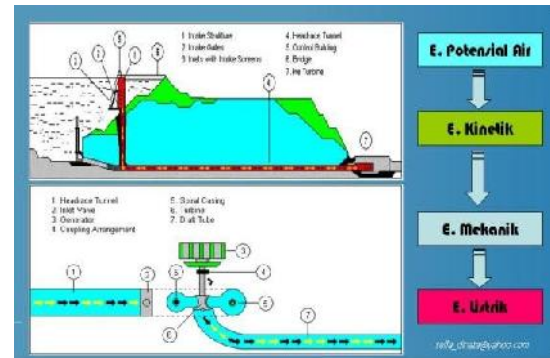 1 Intake Structure
2 Intake Gates
3 Inlets with Intake Screens
4 Headrace Tunnel
5 Control Building
6 Bridge
7 Turbine
E. Potensial Air
E. Kinetik
E. Mekanik
E. Listrik
1 Headrace Tunnel
2 Inlet Valve
3 Generator
4 Coupling Arrangement
5 Spiral Casing
6 Turbine
7 Draft Tube